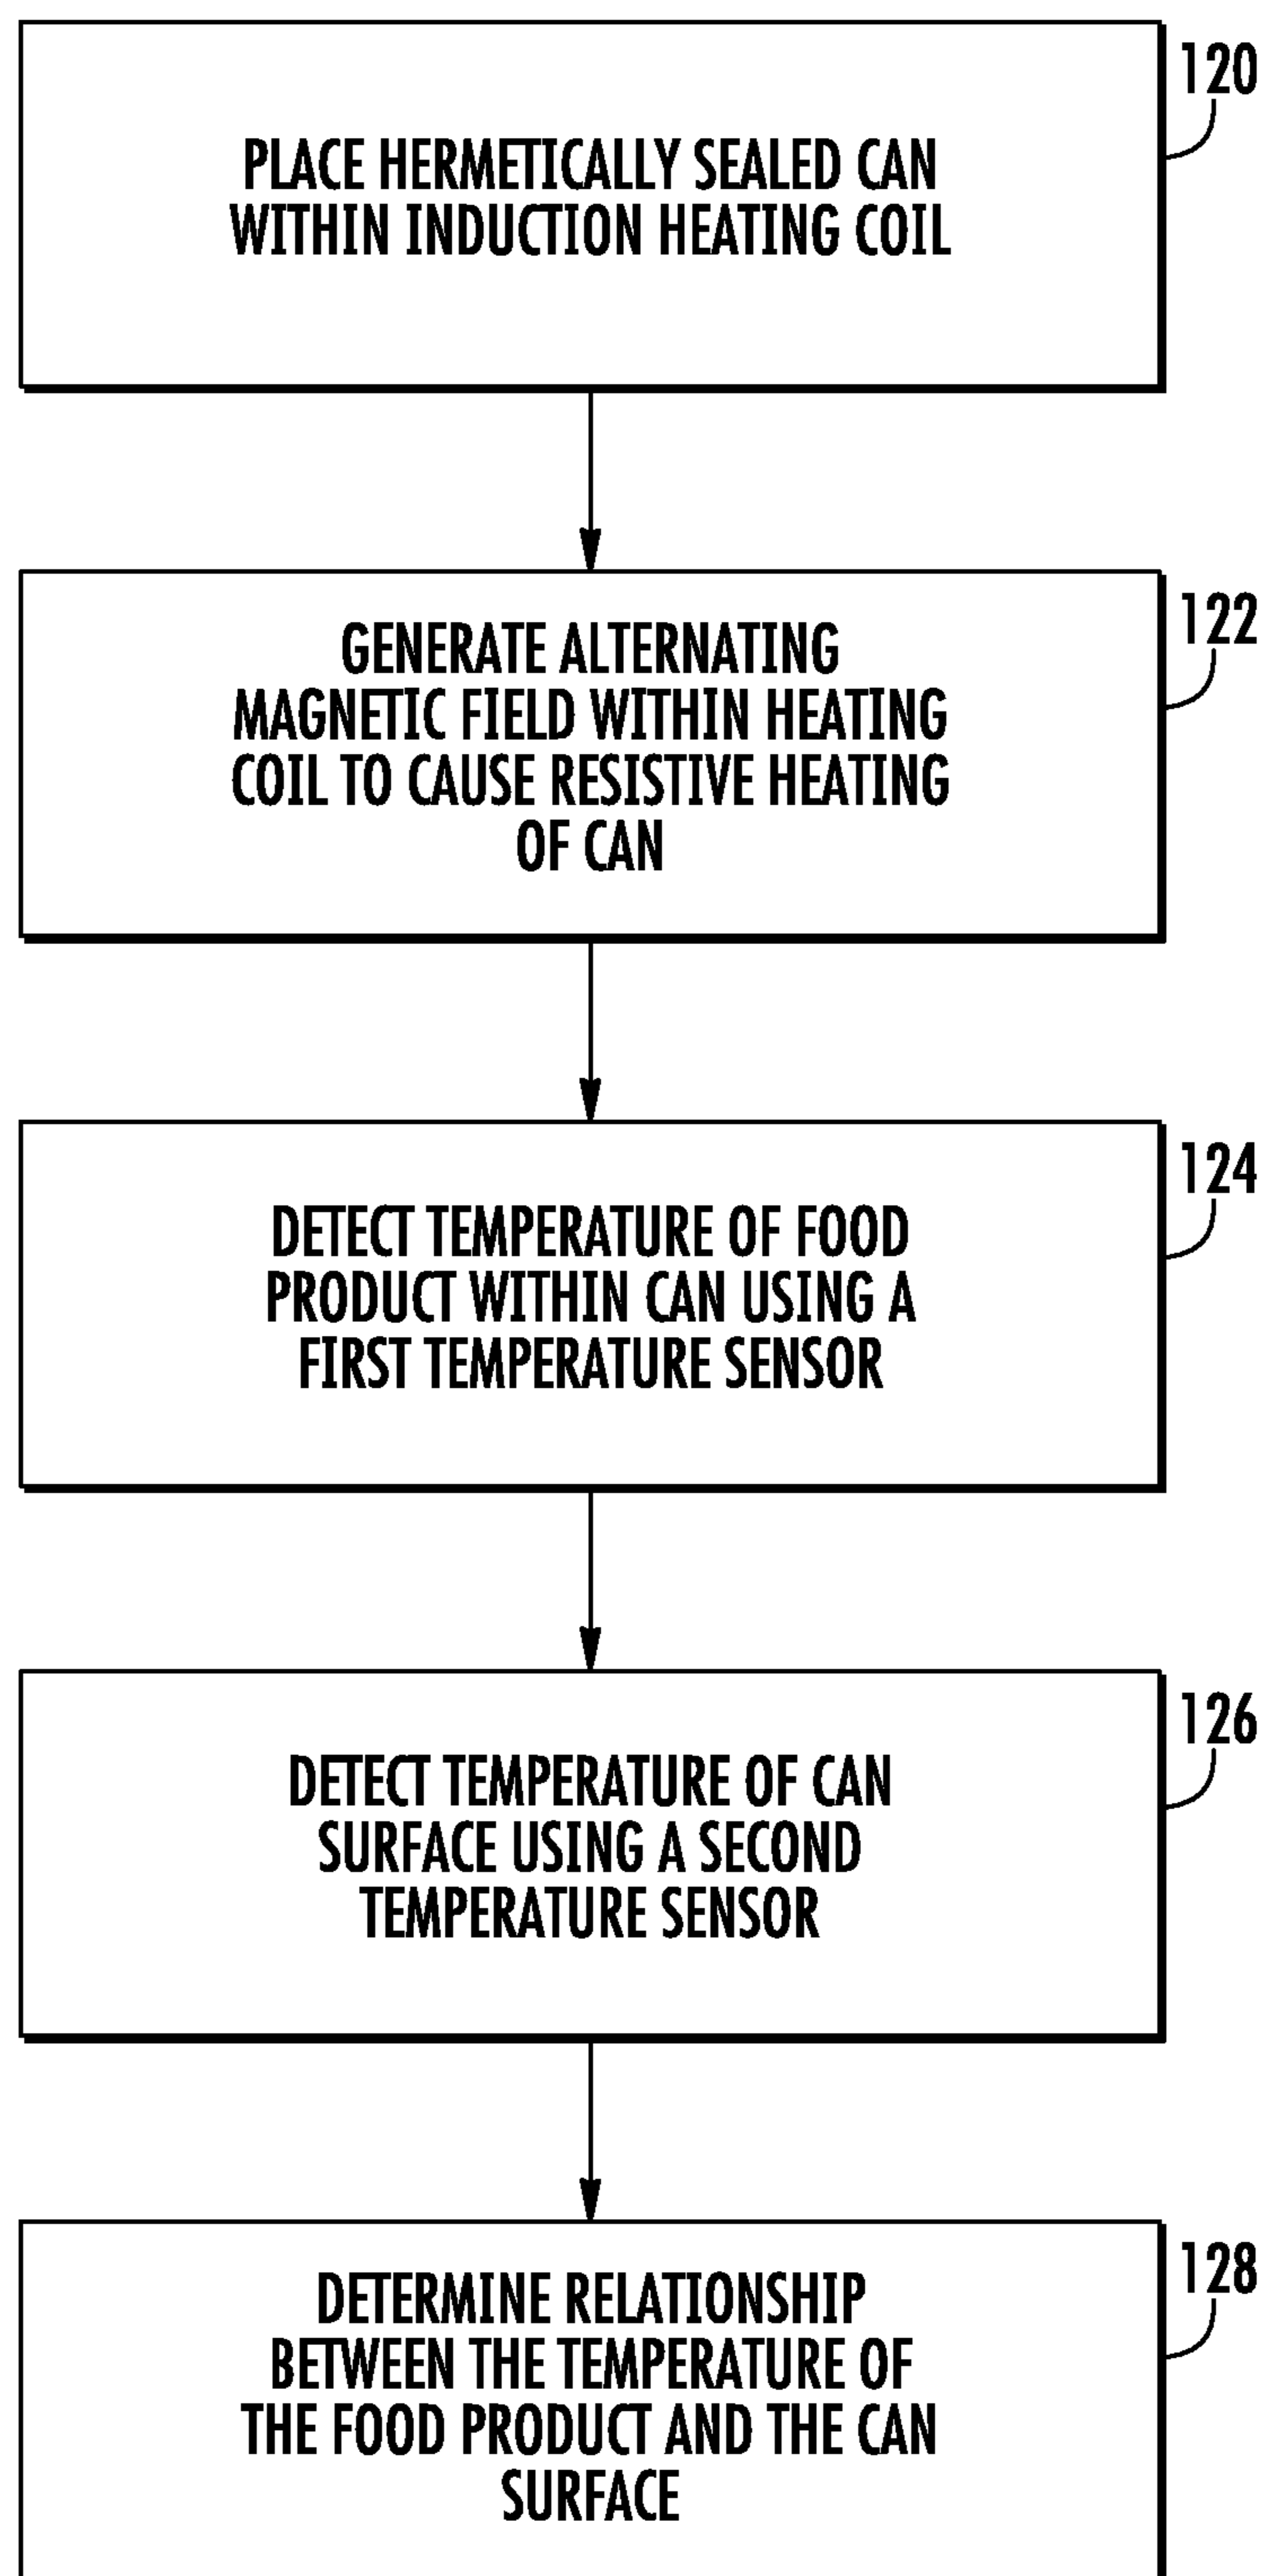 120
PLACE HERMETICALLY SEALED CAN
WITHIN INDUCTION HEATING COIL
122
GENERATE ALTERNATING
MAGNETIC FIELD WITHIN HEATING
COIL TO CAUSE RESISTIVE HEATING
OF CAN
124
DETECT TEMPERATURE OF FOOD
PRODUCT WITHIN CAN USING A
FIRST TEMPERATURE SENSOR
126
DETECT TEMPERATURE OF CAN
SURFACE USING A SECOND
TEMPERATURE SENSOR
128
DETERMINE RELATIONSHIP
BETWEEN THE TEMPERATURE OF
THE FOOD PRODUCT AND THE CAN
SURFACE